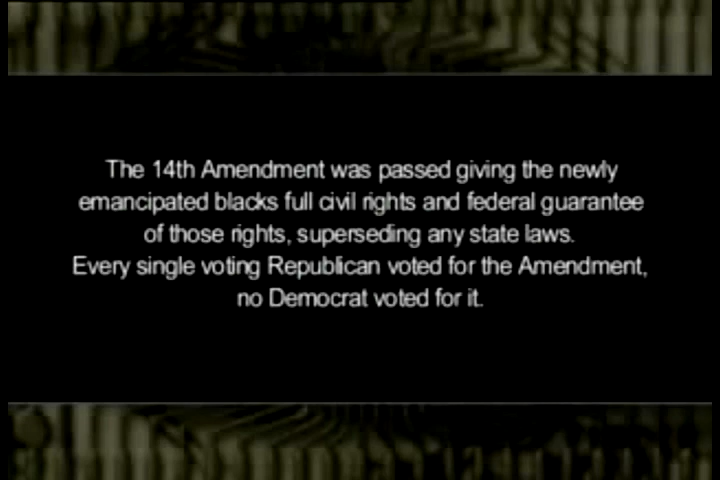 The 14th Amendment was passed giving the newly
emancipated blacks full civil rights and federal guarantee
of those rights, superseding any state laws.
Every single voting Republican voted for the Amendment,
no Democrat voted for it.